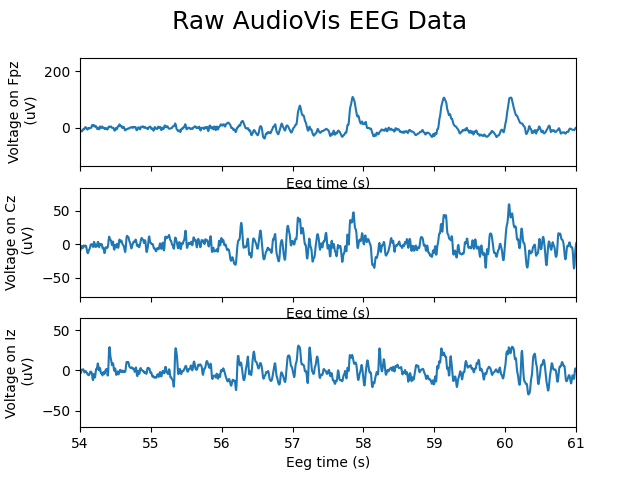 Raw AudioVis EEG Data
Voltage on Fpz
(uV)
200
0
Eeg time (s)
Voltage on Cz
(uV)
50
0
−50
Eeg time (s)
Voltage on Iz
(uV)
50
0
−50
54 55 56 57 58 59 60 61
Eeg time (s)